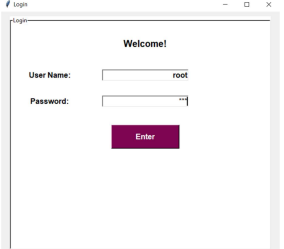 Login
Login
Welcome!
User Name: root
Password: ***
Enter